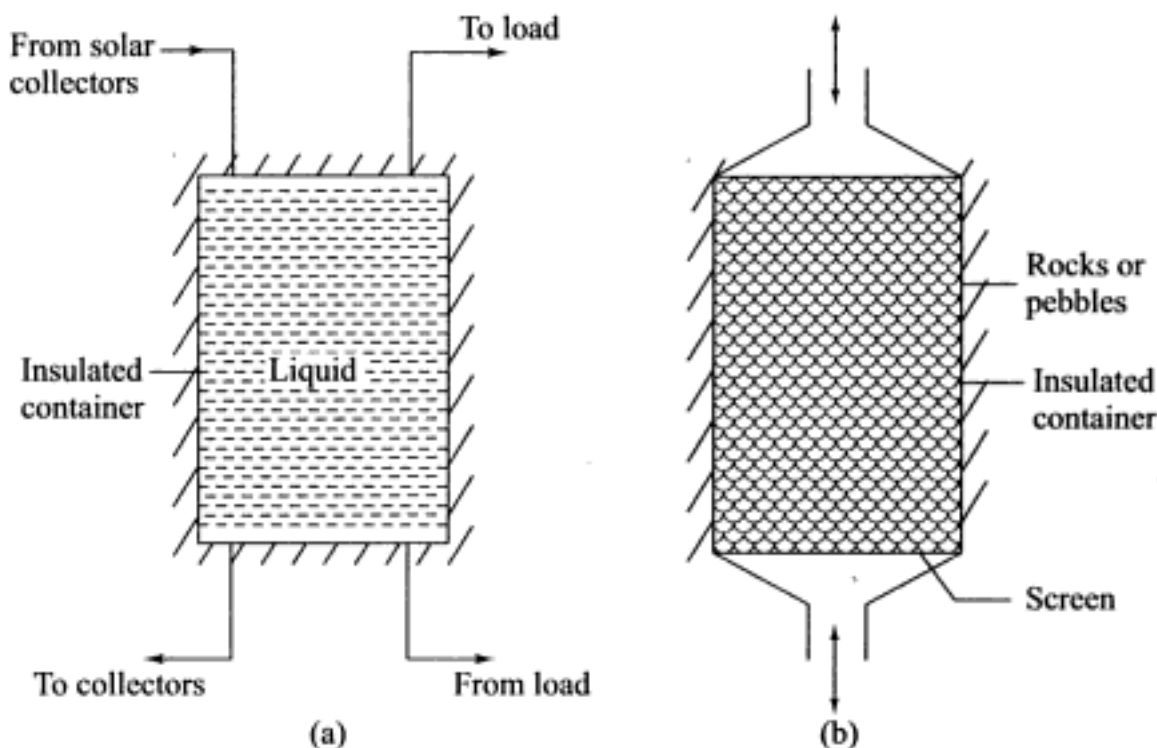 From solar
collectors
To load
Insulated
container
Liquid
To collectors
From load
(a)
Rocks or
pebbles
Insulated
container
Screen
(b)